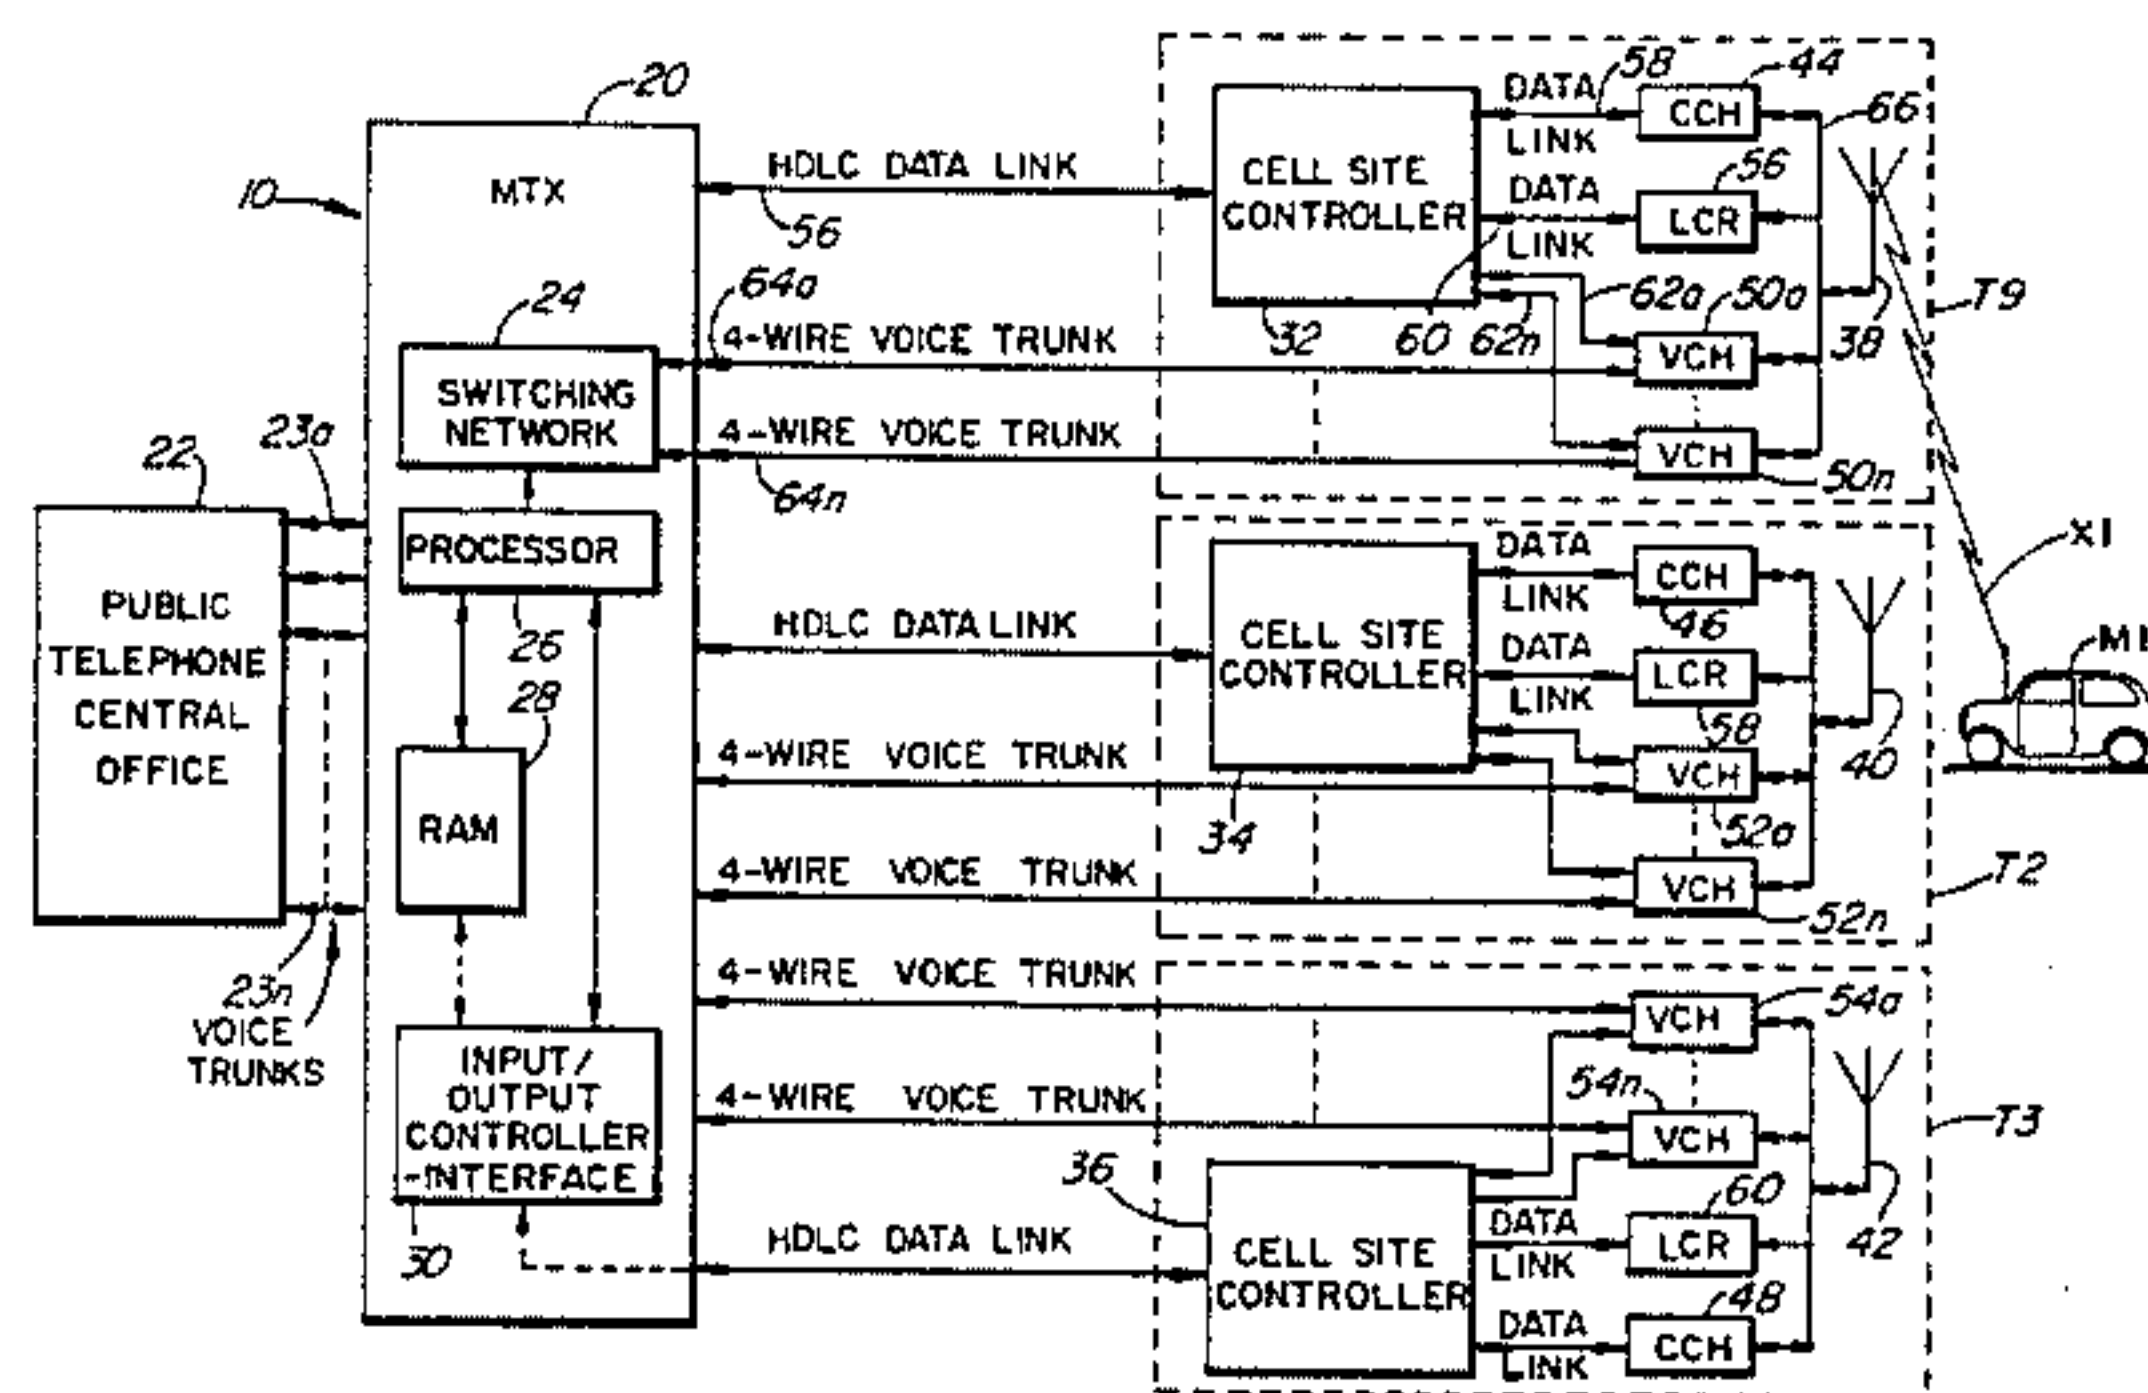 20
10
MTX
HDLC DATA LINK
56
24
64a
4-WIRE VOICE TRUNK
SWITCHING
NETWORK
4-WIRE VOICE TRUNK
64n
22
23a
PUBLIC
TELEPHONE
CENTRAL
OFFICE
23n
VOICE
TRUNKS
PROCESSOR
26
28
RAM
INPUT/
OUTPUT
CONTROLLER
-INTERFACE
30
CELL SITE
CONTROLLER
32
DATA
LINK
58
CCH
44
66
DATA
LINK
60
LCR
56
62a
62n
50a
VCH
VCH
50n
38
T9
X1
M1
HDLC DATA LINK
4-WIRE VOICE TRUNK
4-WIRE VOICE TRUNK
CELL SITE
CONTROLLER
34
DATA
LINK
CCH
46
DATA
LINK
LCR
58
VCH
52a
VCH
52n
40
T2
4-WIRE VOICE TRUNK
4-WIRE VOICE TRUNK
HDLC DATA LINK
36
CELL SITE
CONTROLLER
VCH
54a
54n
VCH
DATA
LINK
60
LCR
DATA
LINK
48
CCH
42
T3